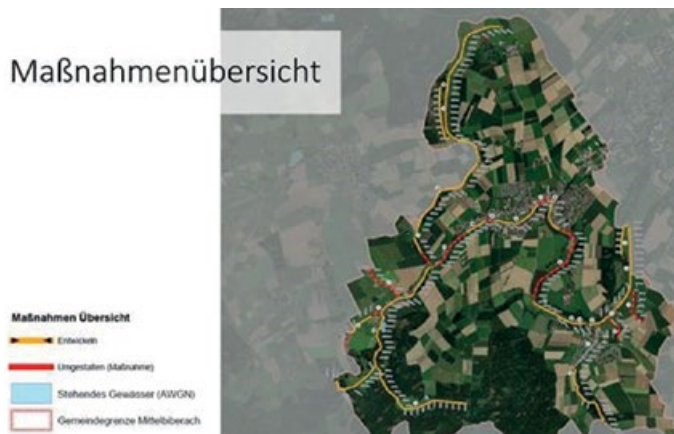 Maßnahmenübersicht
Maßnahmen Übersicht
Entwickeln
Umgestalten (Maßnahme)
Stehendes Gewässer (AWGN)
Gemeindegrenze Mittelbiberach